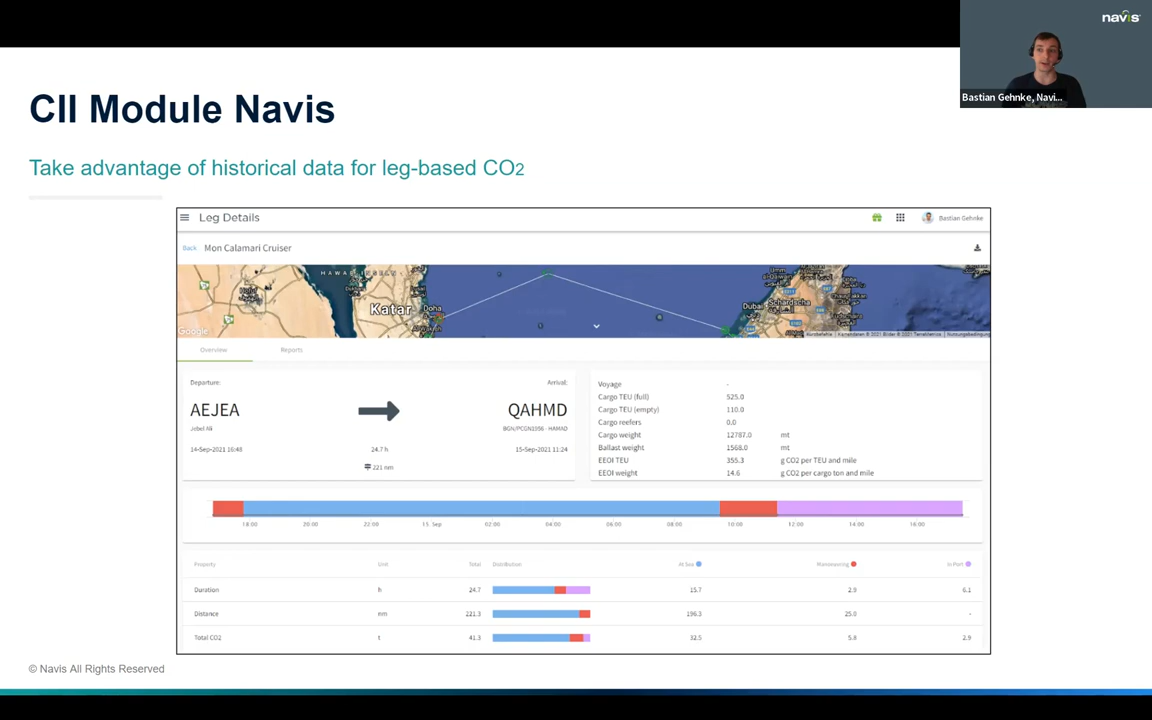 navis
Bastian Gehnke, Navi...
CII Module Navis
Take advantage of historical data for leg-based CO2
Leg Details
Bastian Gehnke
Back
Mon Calamari Cruiser
HAWAR-INSELN
Katar
Doha
Dubai
Schardscha
Google
Overview
Reports
Departure:
Arrival:
AEJEA
QAHMD
Jebel Ali
BGN/PCGN1956 - HAMAD
14-Sep-2021 16:48
24.7 h
15-Sep-2021 11:24
221 nm
Voyage -
Cargo TEU (full) 525.0
Cargo TEU (empty) 110.0
Cargo reefers 0.0
Cargo weight 12787.0 mt
Ballast weight 1568.0 mt
EEOI TEU 355.3 g CO2 per TEU and mile
EEOI weight 14.6 g CO2 per cargo ton and mile
18:00 20:00 22:00 15. Sep 02:00 04:00 06:00 08:00 10:00 12:00 14:00 16:00
Property Unit Total Distribution At Sea Manoeuvring In Port
Duration h 24.7 15.7 2.9 6.1
Distance nm 221.3 196.3 25.0 -
Total CO2 t 41.3 32.5 5.8 2.9
© Navis All Rights Reserved